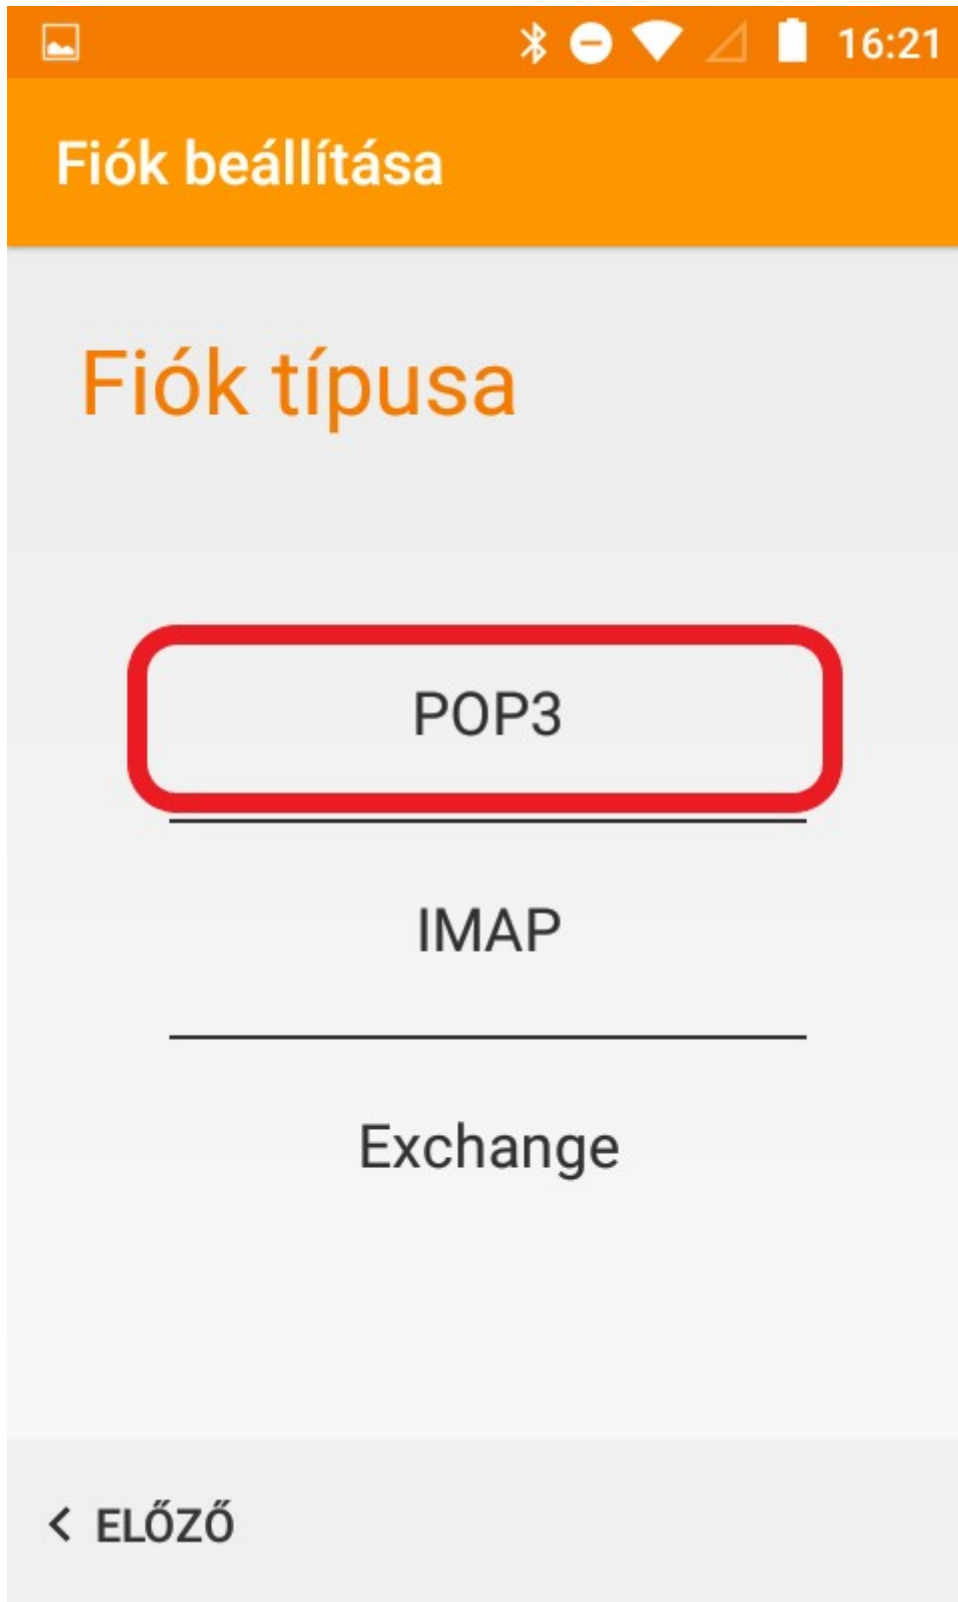 16:21
Fiók beállítása
Fiók típusa
POP3
IMAP
Exchange
< ELŐZŐ